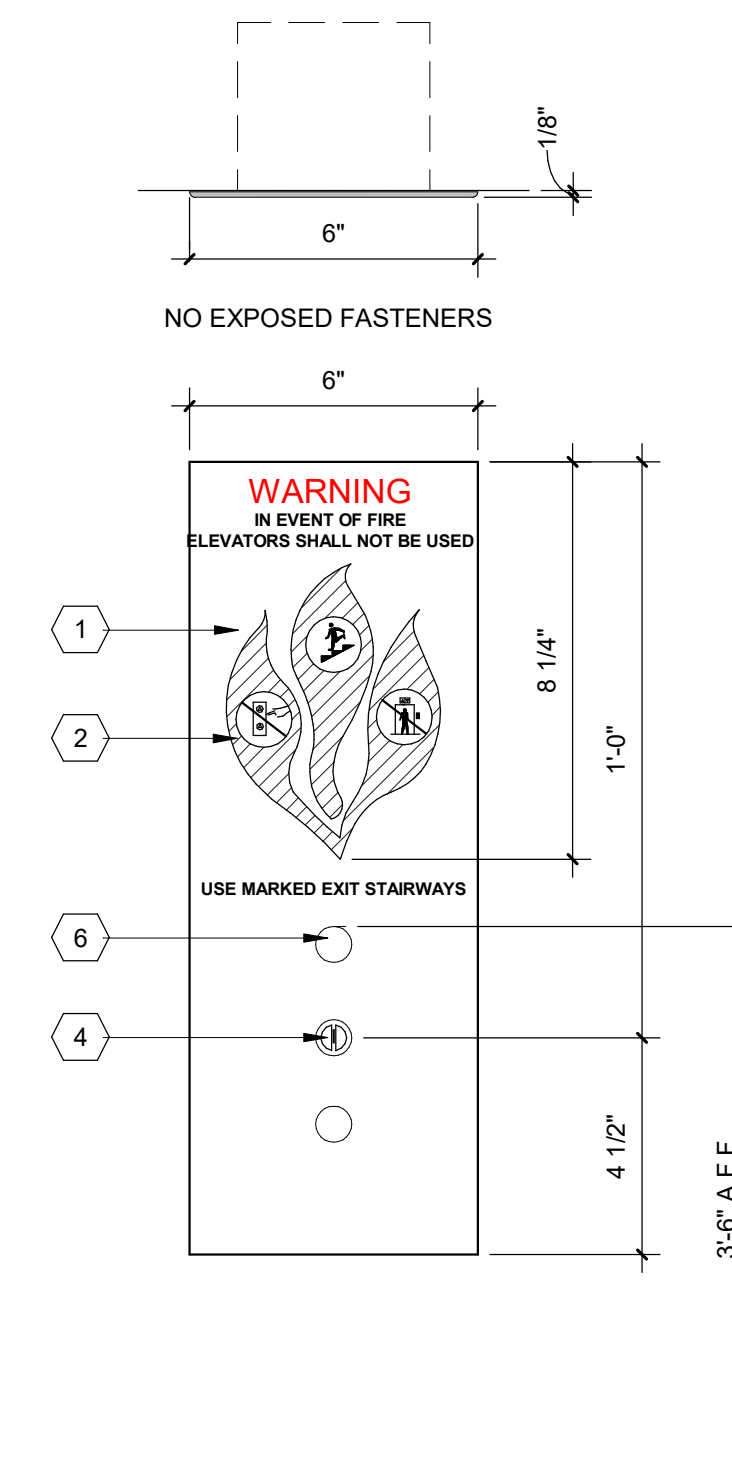 1/8"
6"
NO EXPOSED FASTENERS
6"
WARNING
IN EVENT OF FIRE
ELEVATORS SHALL NOT BE USED
1
8 1/4"
2
1'-0"
USE MARKED EXIT STAIRWAYS
6
4
4 1/2"
3'-6" A.F.F.